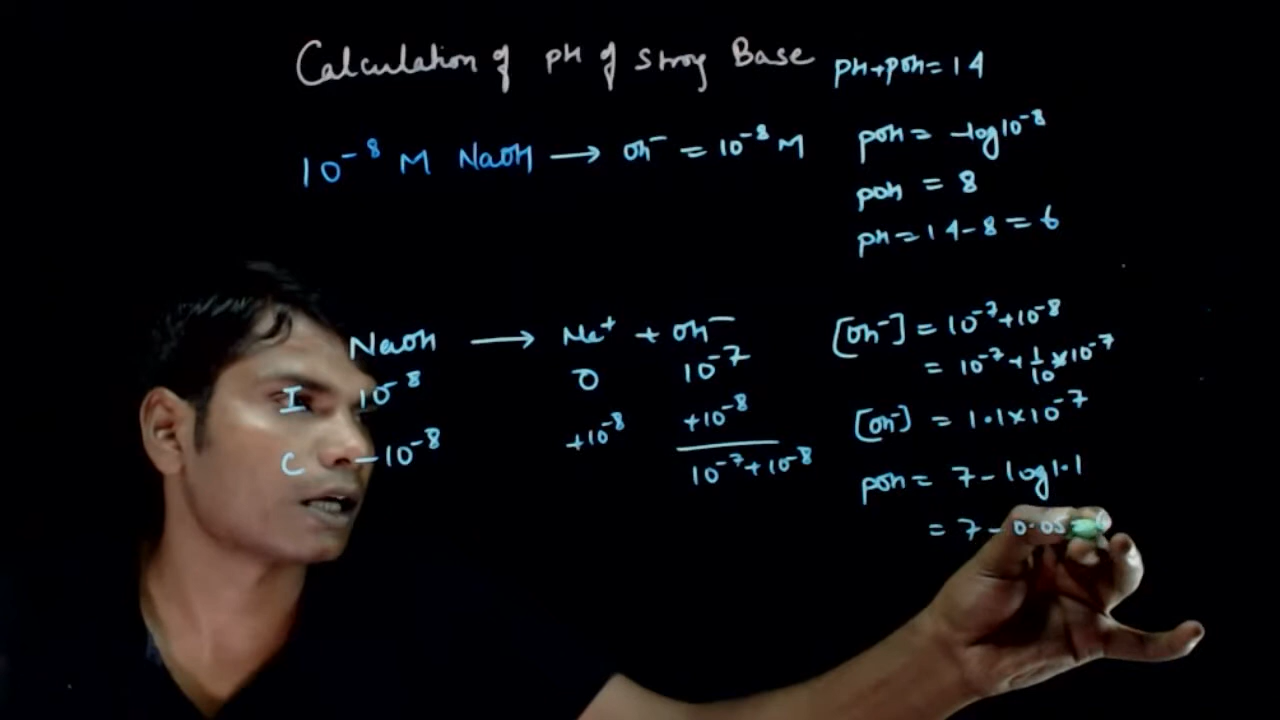 Calculation of pH of Strong Base
pH+pOH=14
10⁻⁸ M NaOH → OH⁻ = 10⁻⁸ M
pOH = -log10⁻⁸
pOH = 8
pH = 14-8 = 6
NaOH → Na⁺ + OH⁻
I 10⁻⁸ 0 10⁻⁷
C -10⁻⁸ +10⁻⁸ +10⁻⁸
10⁻⁷+10⁻⁸
[OH⁻] = 10⁻⁷+10⁻⁸
= 10⁻⁷+1/10×10⁻⁷
[OH⁻] = 1.1×10⁻⁷
pOH = 7-log1.1
= 7-0.05